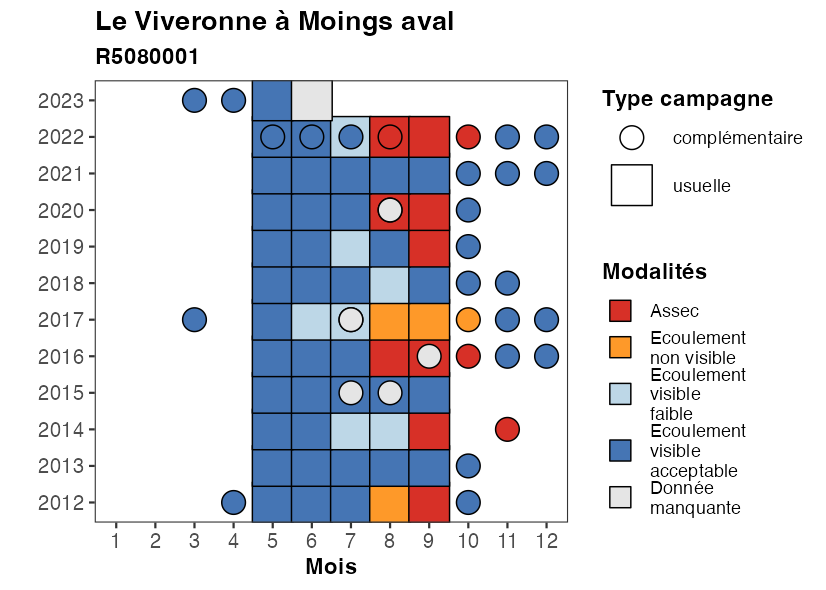 Le Viveronne à Moings aval
R5080001
2023
2022
2021
2020
2019
2018
2017
2016
2015
2014
2013
2012
1 2 3 4 5 6 7 8 9 10 11 12
Mois
Type campagne
complémentaire
usuelle
Modalités
Assec
Ecoulement
non visible
Ecoulement
visible
faible
Ecoulement
visible
acceptable
Donnée
manquante